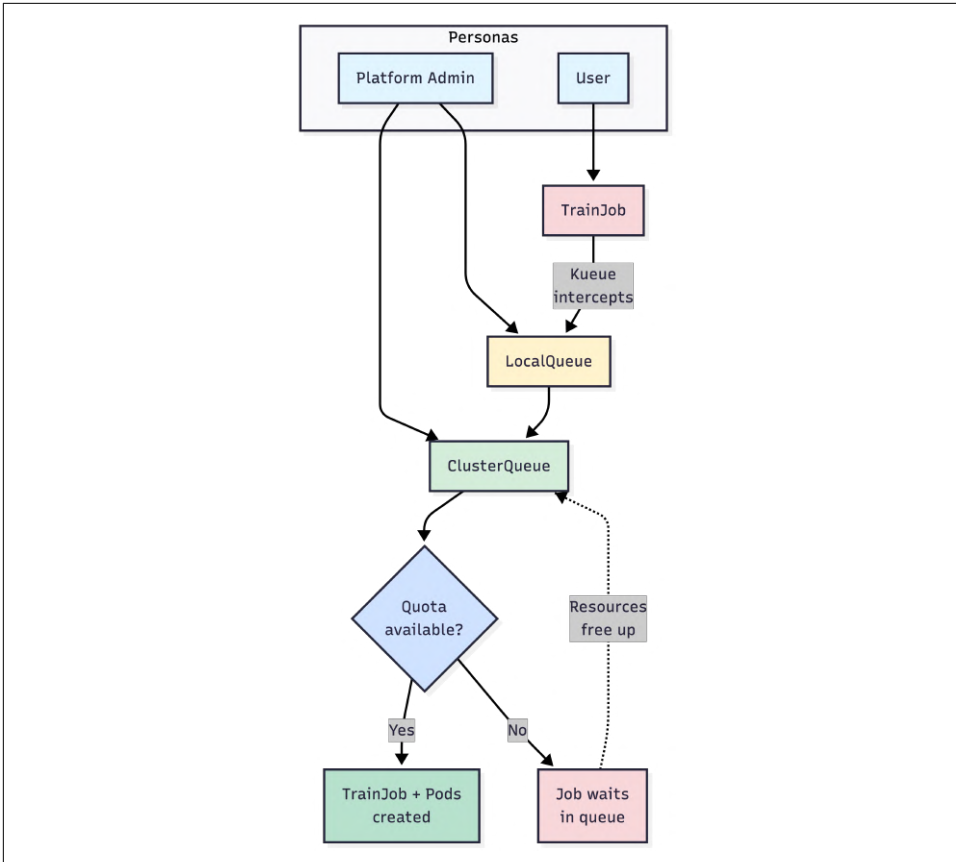 Personas
Platform Admin
User
TrainJob
Kueue
intercepts
LocalQueue
ClusterQueue
Quota
available?
Resources
free up
Yes
No
TrainJob + Pods
created
Job waits
in queue